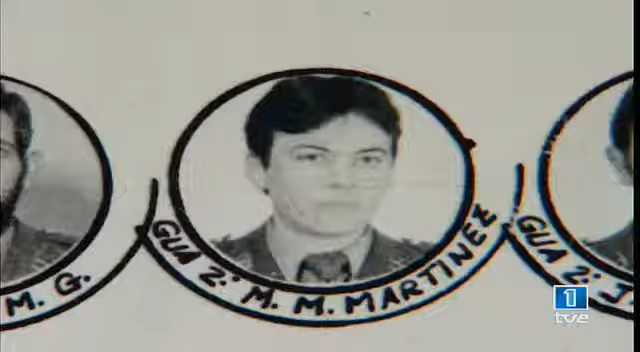 M. G.
GUA 2.° M. M. MARTINEZ
GUA 2.° J.
1
tve